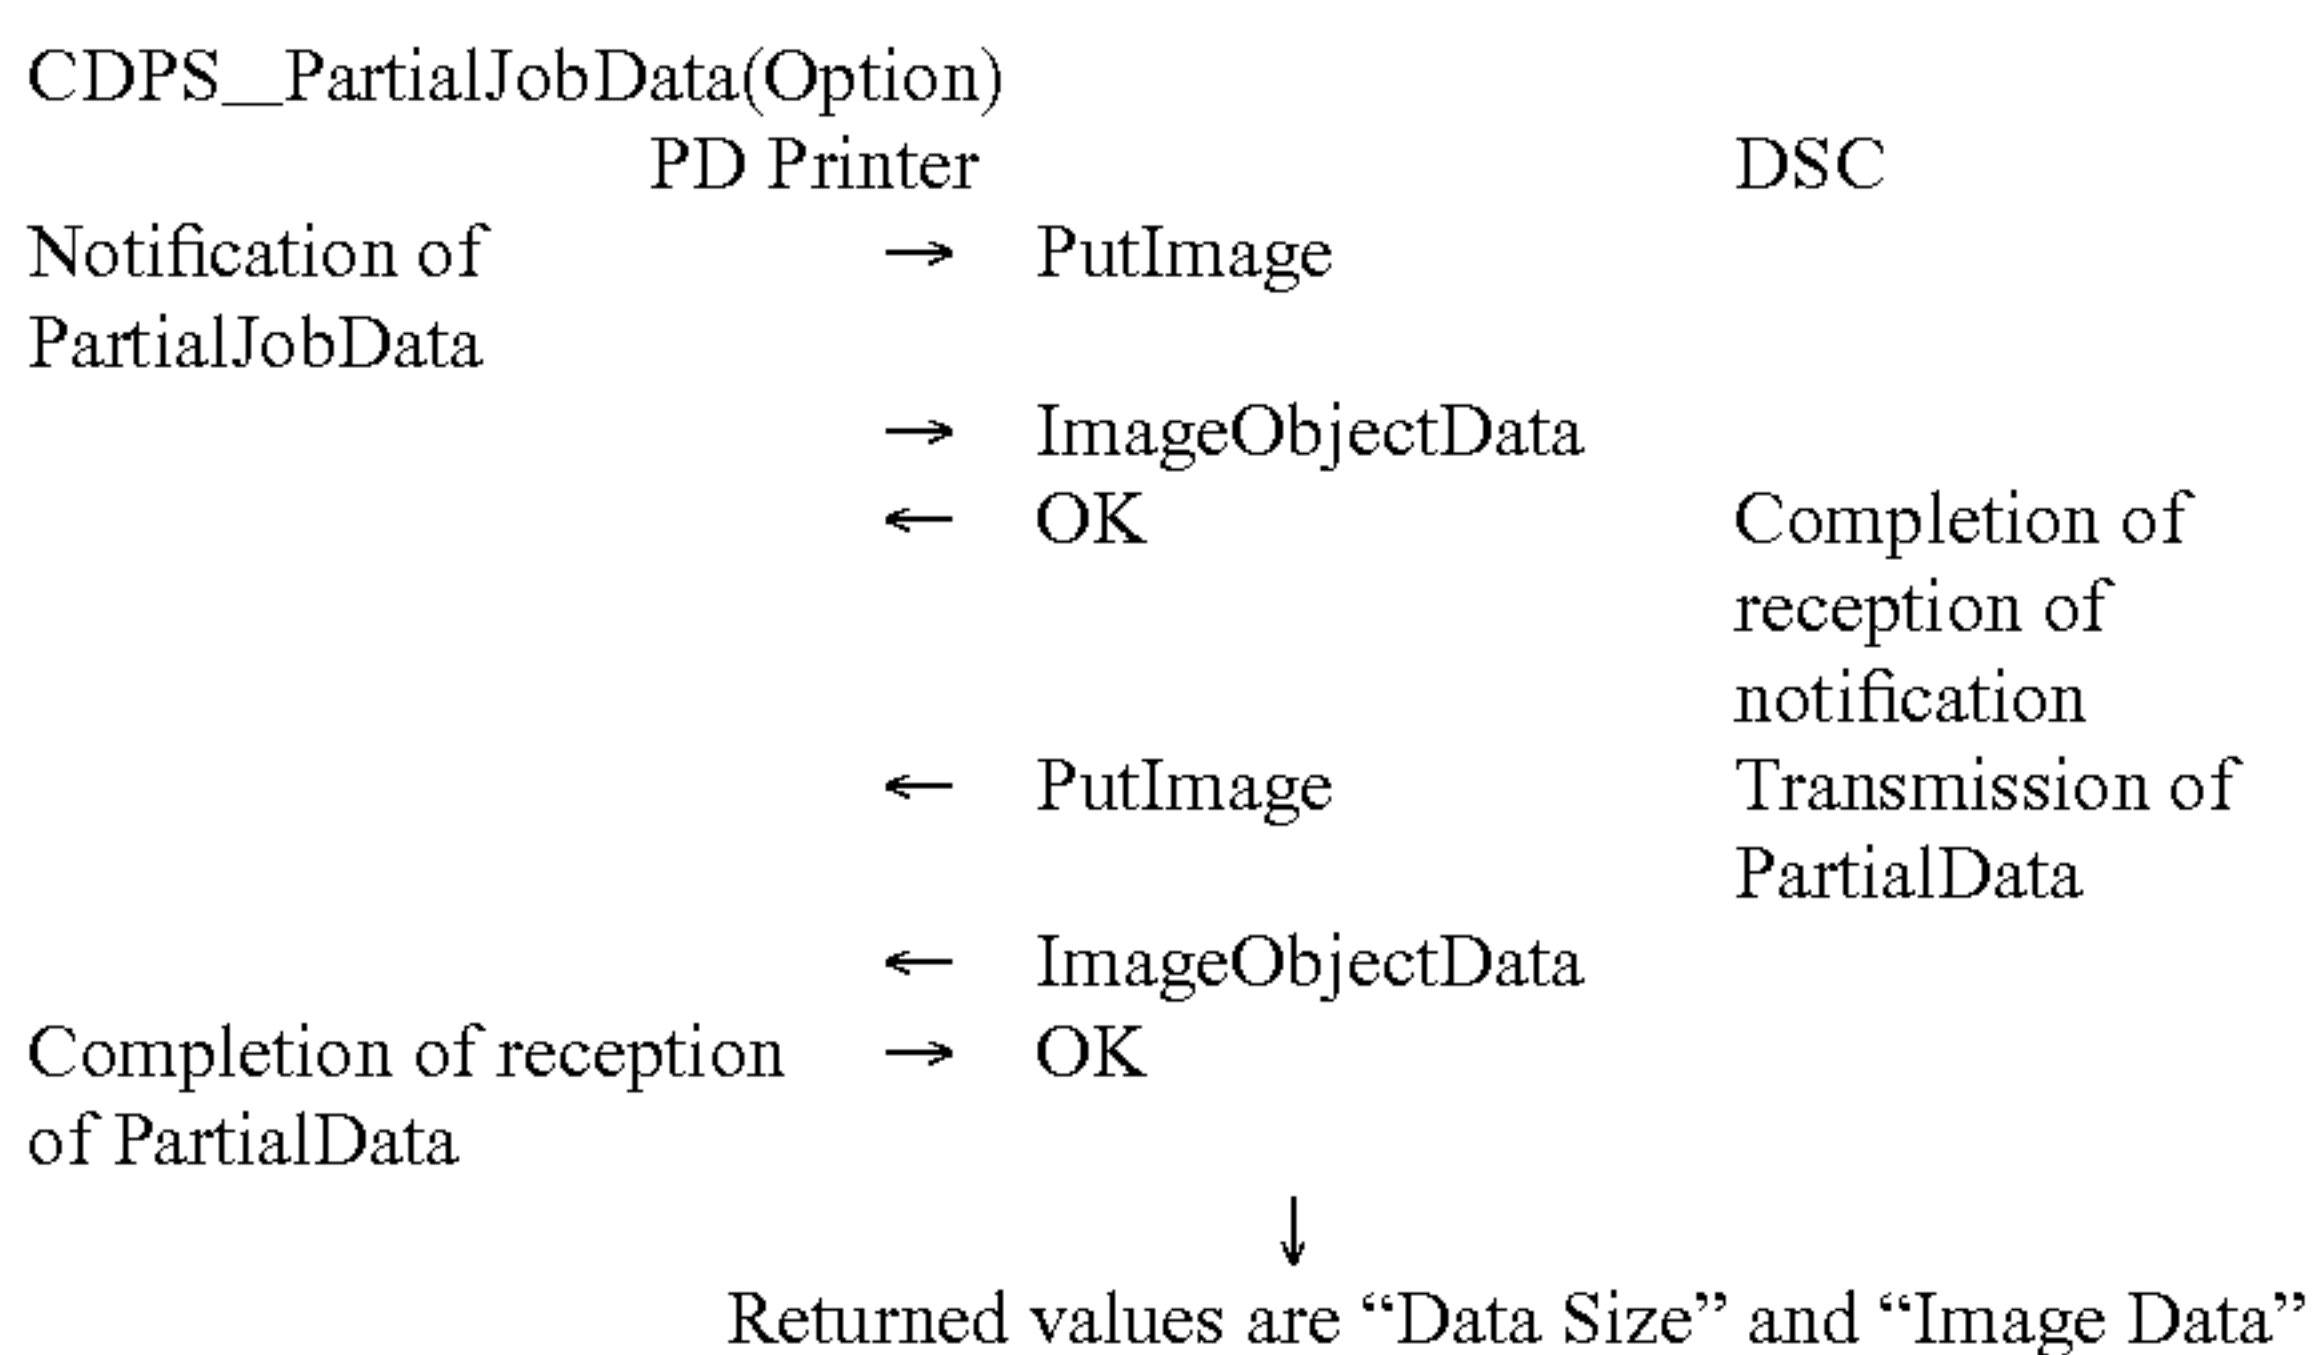 CDPS__PartialJobData(Option)
PD Printer DSC
Notification of → PutImage
PartialJobData
→ ImageObjectData
← OK Completion of
reception of
notification
← PutImage Transmission of
PartialData
← ImageObjectData
Completion of reception → OK
of PartialData
↓
Returned values are “Data Size” and “Image Data”